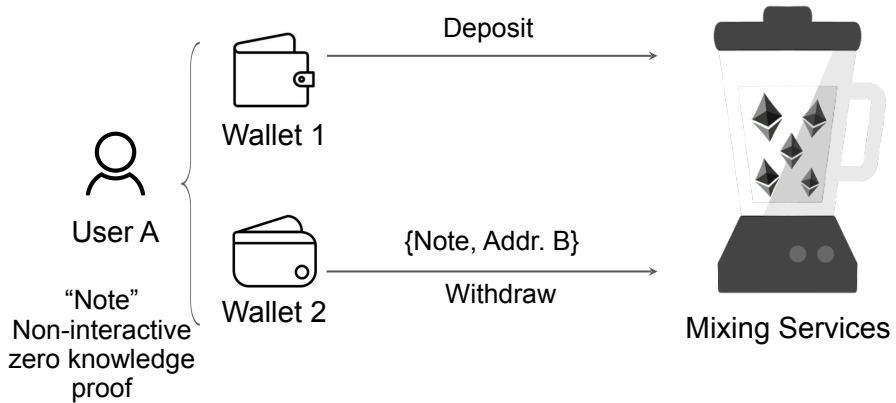 Deposit
Wallet 1
User A
{Note, Addr. B}
Withdraw
Wallet 2
“Note”
Non-interactive
zero knowledge
proof
Mixing Services